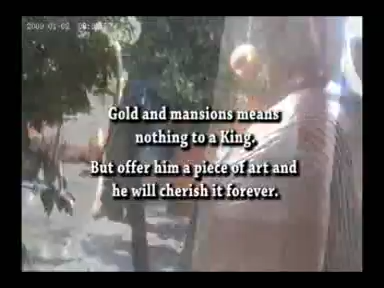 Gold and mansions means
nothing to a King.
But offer him a piece of art and
he will cherish it forever.